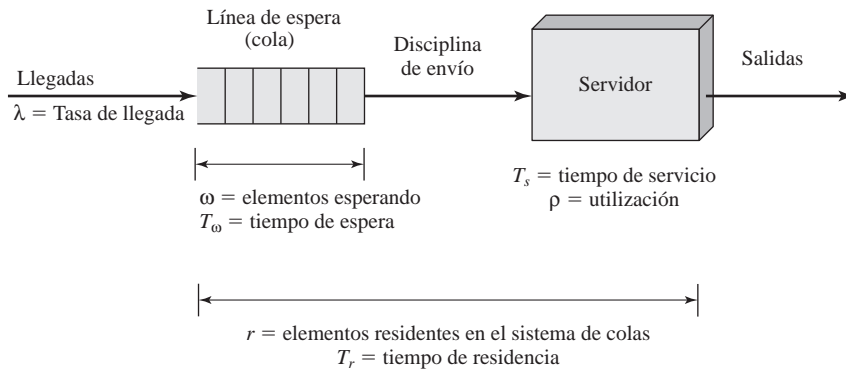 Línea de espera
(cola)
Disciplina
de envío
Llegadas
Servidor
Salidas
λ = Tasa de llegada
ω = elementos esperando
T_ω = tiempo de espera
T_s = tiempo de servicio
ρ = utilización
r = elementos residentes en el sistema de colas
T_r = tiempo de residencia